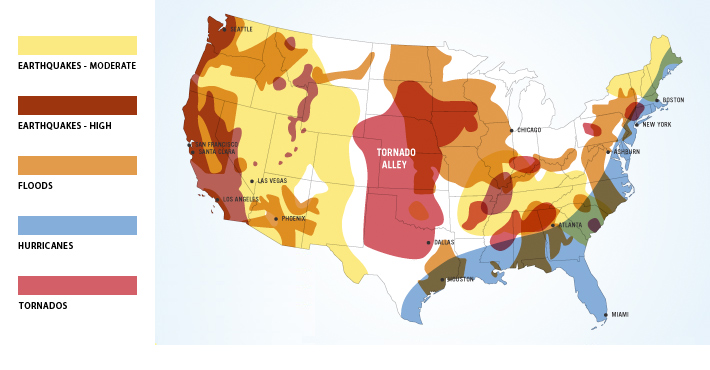 EARTHQUAKES - MODERATE
EARTHQUAKES - HIGH
FLOODS
HURRICANES
TORNADOS
SEATTLE
SAN FRANCISCO
SANTA CLARA
LAS VEGAS
LOS ANGELES
PHOENIX
TORNADO
ALLEY
DALLAS
HOUSTON
CHICAGO
BOSTON
NEW YORK
ASHBURN
ATLANTA
MIAMI